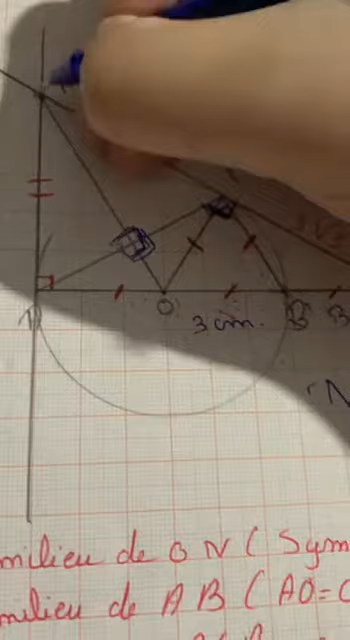 O
3 cm.
B
milieu de O N ( Sym
milieu de A B ( AO=